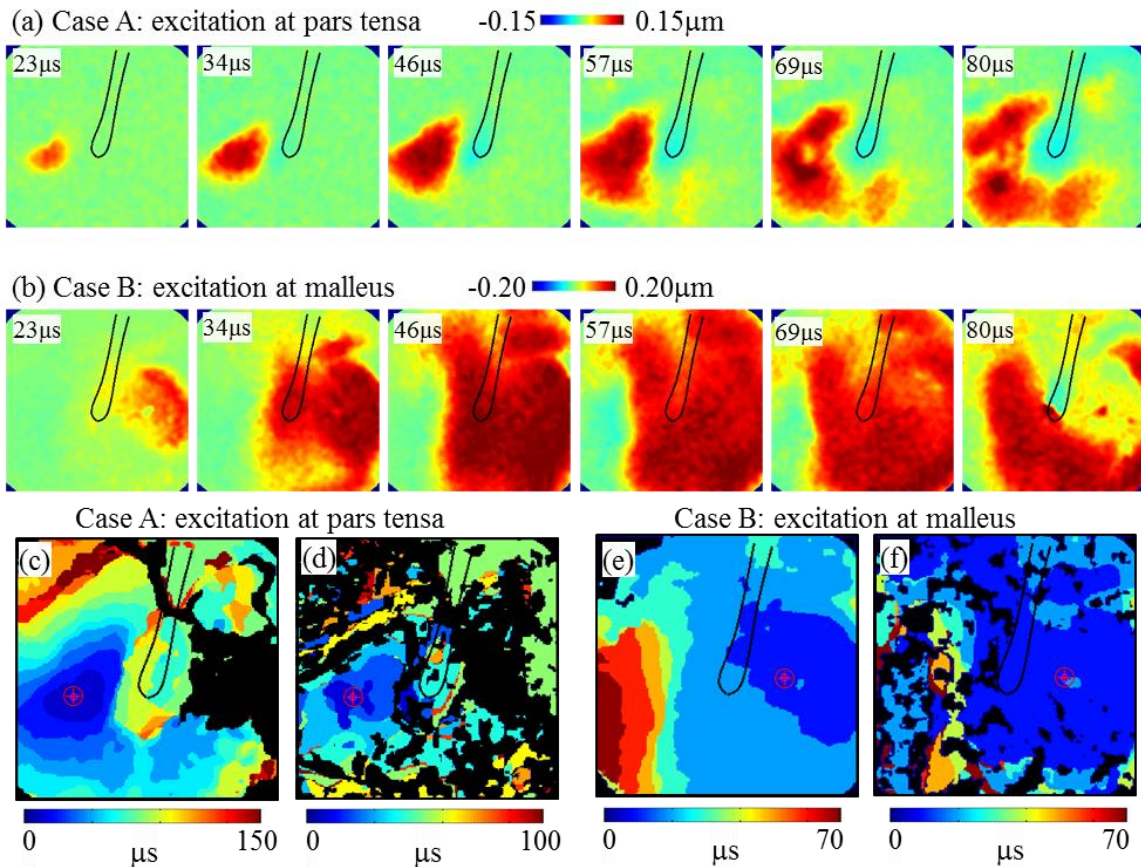 (a) Case A: excitation at pars tensa -0.15 0.15μm
23μs 34μs 46μs 57μs 69μs 80μs
(b) Case B: excitation at malleus -0.20 0.20μm
23μs 34μs 46μs 57μs 69μs 80μs
Case A: excitation at pars tensa Case B: excitation at malleus
(c) (d) (e) (f)
0 150 0 100 0 70 0 70
μs μs μs μs